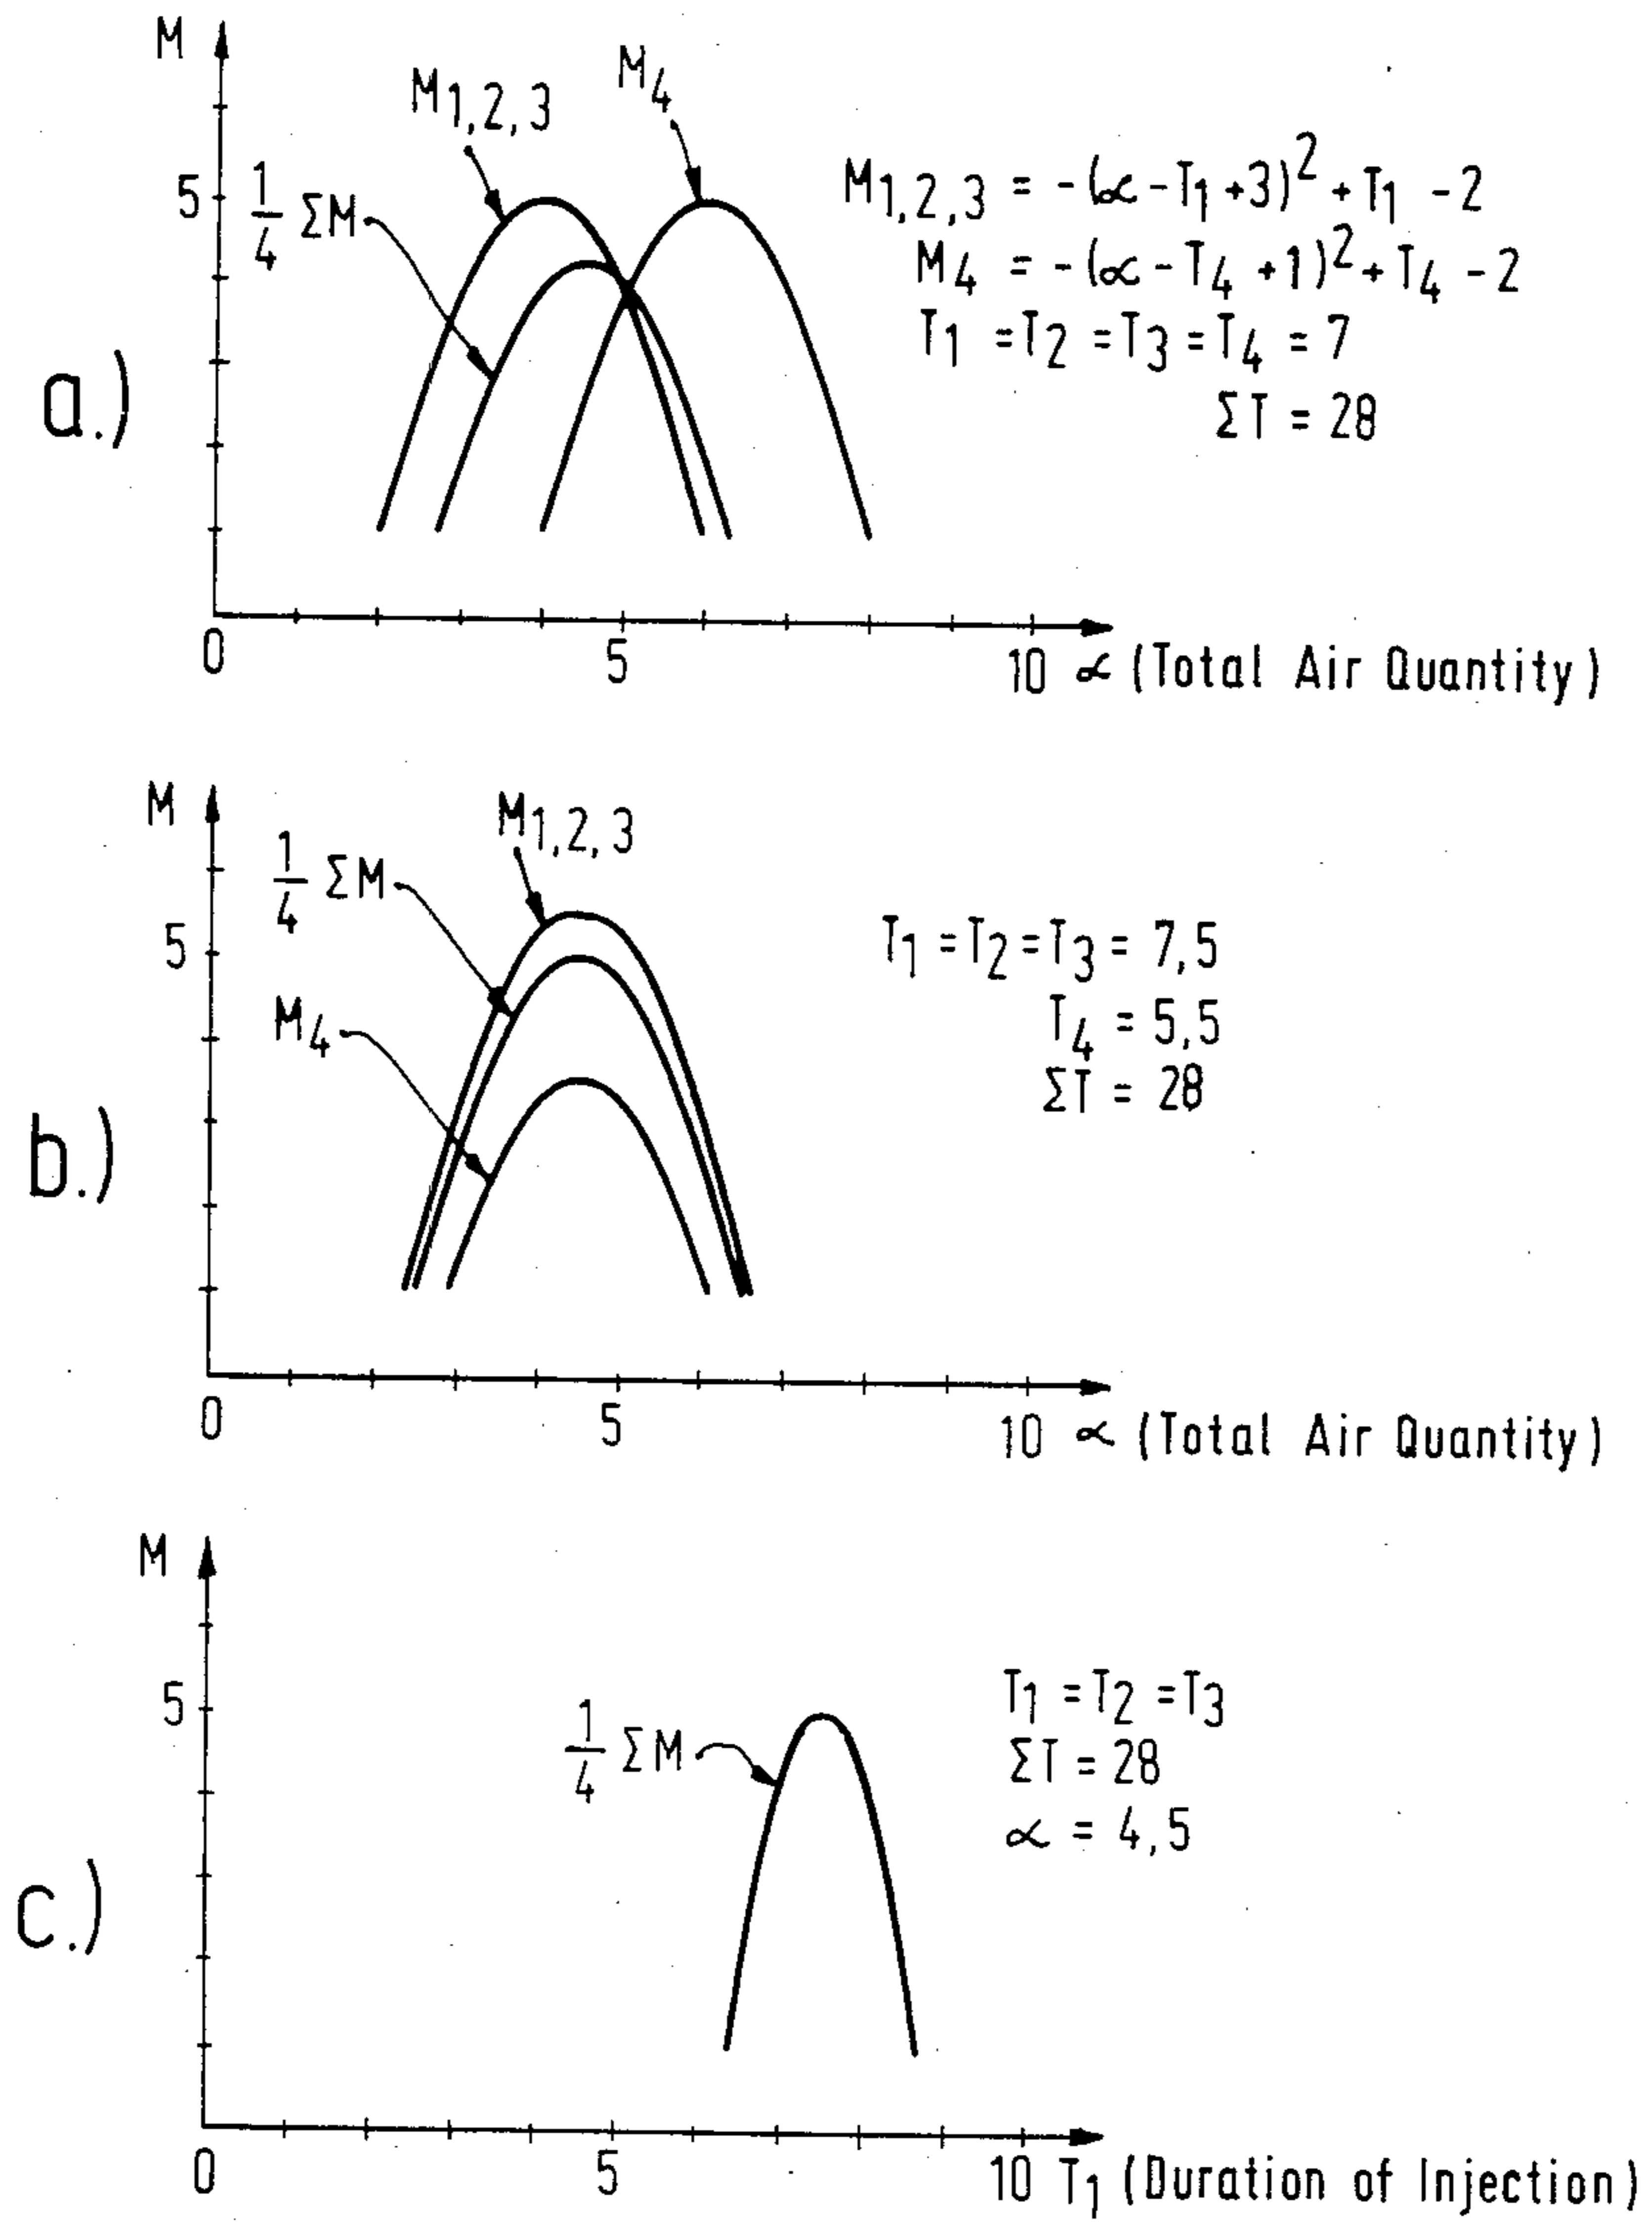 M
M1,2,3
M4
5
1/4 ΣM
M1,2,3 = -(α-T1+3)² + T1 -2
M4 = -(α-T4+1)² + T4 -2
T1 =T2 =T3 =T4 = 7
ΣT = 28
a.)
0 5 10 α (Total Air Quantity)
M
M1,2,3
1/4 ΣM
5
M4
T1 =T2 =T3 = 7,5
T4 = 5,5
ΣT = 28
b.)
0 5 10 α (Total Air Quantity)
M
5
1/4 ΣM
T1 =T2 =T3
ΣT = 28
α = 4,5
c.)
0 5 10 T1 (Duration of Injection)